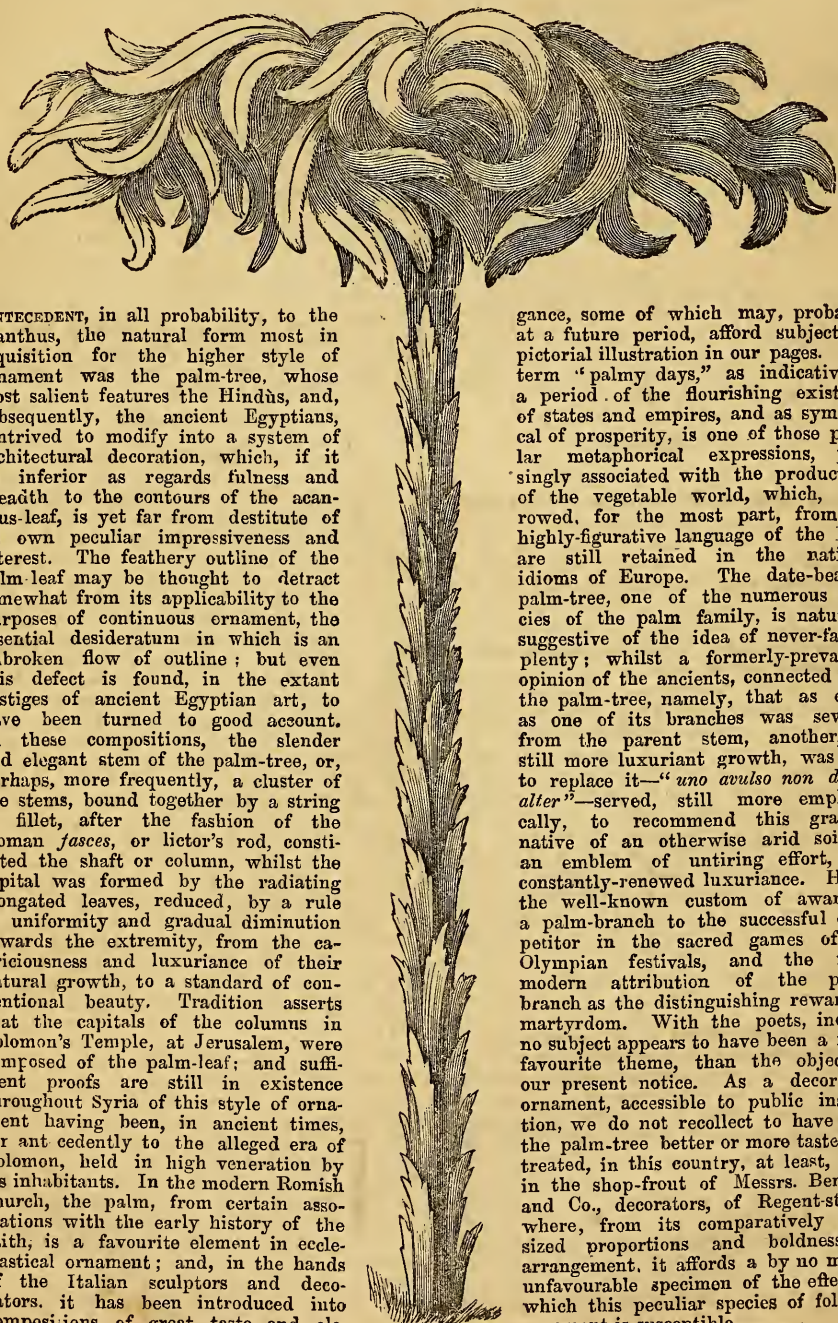 NTECEDENT, in all probability, to the
anthus, the natural form most in
quisition for the higher style of
nament was the palm-tree, whose
ost salient features the Hindùs, and,
bsequently, the ancient Egyptians,
ntrived to modify into a system of
chitectural decoration, which, if it
inferior as regards fulness and
eadth to the contours of the acan-
us-leaf, is yet far from destitute of
own peculiar impressiveness and
terest. The feathery outline of the
lm-leaf may be thought to detract
mewhat from its applicability to the
rposes of continuous ornament, the
sential desideratum in which is an
broken flow of outline; but even
is defect is found, in the extant
stiges of ancient Egyptian art, to
ve been turned to good account.
these compositions, the slender
d elegant stem of the palm-tree, or,
rhaps, more frequently, a cluster of
e stems, bound together by a string
fillet, after the fashion of the
oman fasces, or lictor's rod, consti-
ted the shaft or column, whilst the
pital was formed by the radiating
ongated leaves, reduced, by a rule
uniformity and gradual diminution
wards the extremity, from the ca-
riciousness and luxuriance of their
atural growth, to a standard of con-
entional beauty. Tradition asserts
at the capitals of the columns in
olomon's Temple, at Jerusalem, were
mposed of the palm-leaf; and suffi-
ent proofs are still in existence
roughout Syria of this style of orna-
ent having been, in ancient times,
r ant cedently to the alleged era of
olomon, held in high veneration by
s inhabitants. In the modern Romish
hurch, the palm, from certain asso-
ations with the early history of the
ith, is a favourite element in eccle-
astical ornament; and, in the hands
f the Italian sculptors and deco-
ators, it has been introduced into
ompositions of great taste and ele-
gance, some of which may, proba
at a future period, afford subject
pictorial illustration in our pages.
term "palmy days," as indicativ
a period of the flourishing exist
of states and empires, and as sym
cal of prosperity, is one of those p
lar metaphorical expressions,
singly associated with the product
of the vegetable world, which,
rowed, for the most part, from
highly-figurative language of the
are still retained in the nati
idioms of Europe. The date-bea
palm-tree, one of the numerous
cies of the palm family, is natu
suggestive of the idea of never-fa
plenty; whilst a formerly-preva
opinion of the ancients, connected
the palm-tree, namely, that as
as one of its branches was sev
from the parent stem, another
still more luxuriant growth, was
to replace it—"uno avulso non d
alter"—served, still more emp
cally, to recommend this gra
native of an otherwise arid soi
an emblem of untiring effort,
constantly-renewed luxuriance. H
the well-known custom of awar
a palm-branch to the successful
petitor in the sacred games of
Olympian festivals, and the
modern attribution of the p
branch as the distinguishing rewar
martyrdom. With the poets, in
no subject appears to have been a
favourite theme, than the objec
our present notice. As a decor
ornament, accessible to public in
tion, we do not recollect to have
the palm-tree better or more taste
treated, in this country, at least,
in the shop-front of Messrs. Ber
and Co., decorators, of Regent-st
where, from its comparatively
sized proportions and boldness
arrangement, it affords a by no m
unfavourable specimen of the effe
which this peculiar species of fol